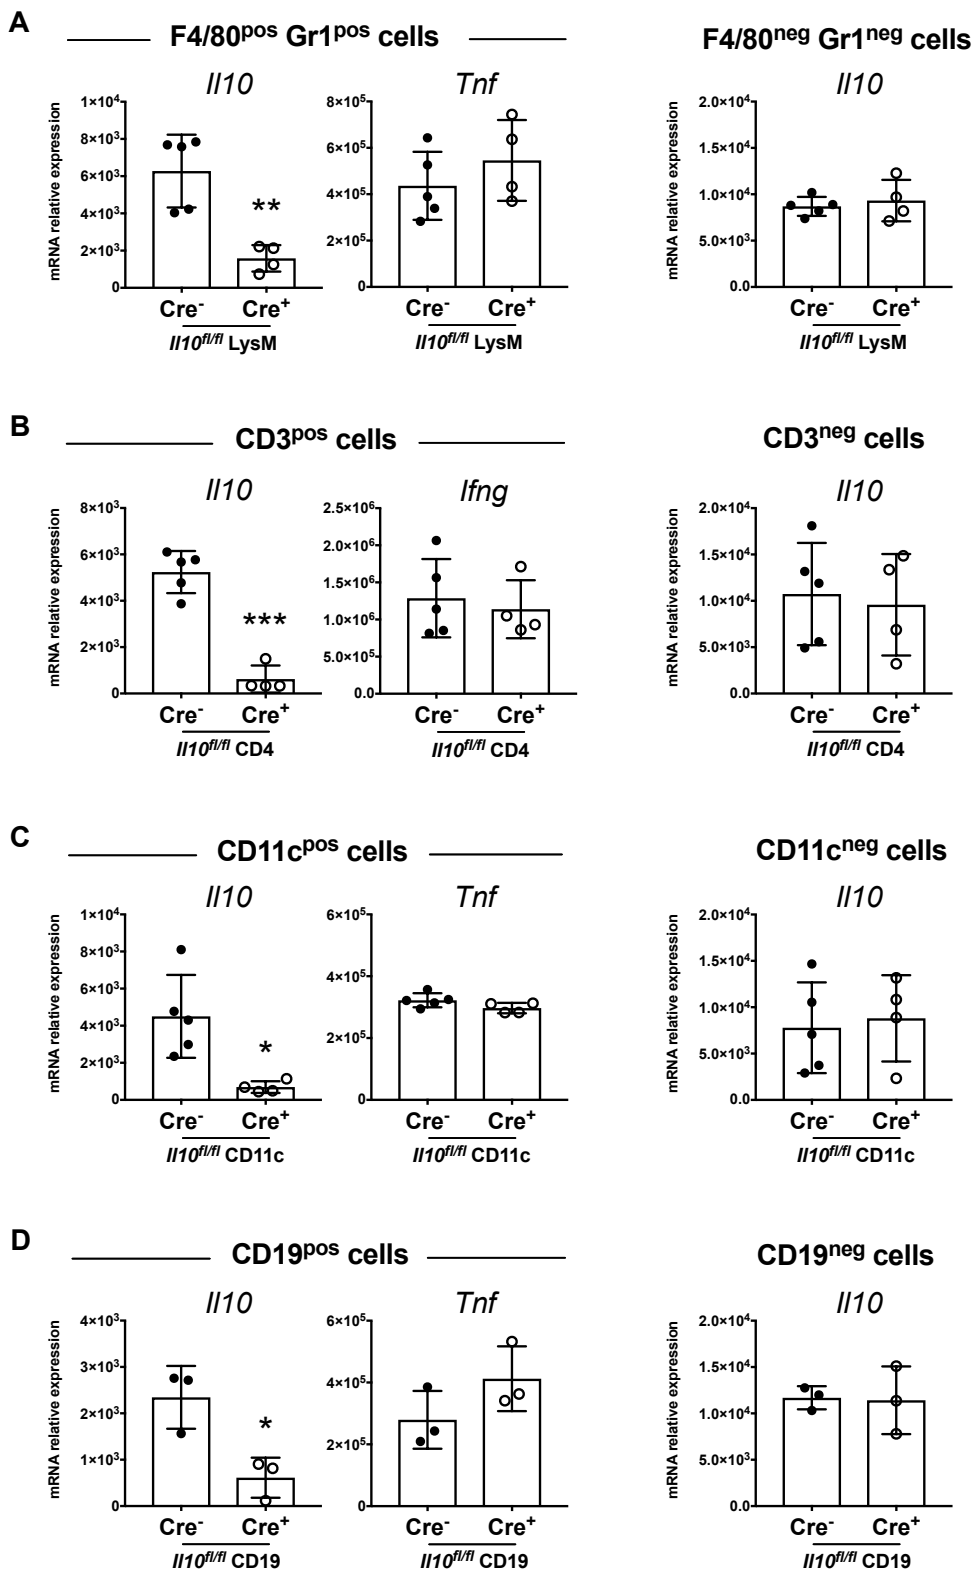 A
F4/80pos Gr1pos cells
F4/80neg Gr1neg cells
Il10
Tnf
Il10
mRNA relative expression
1×10⁴
8×10³
6×10³
4×10³
2×10³
0
**
Cre⁻ Cre⁺
Il10fl/fl LysM
8×10⁵
6×10⁵
4×10⁵
2×10⁵
0
Cre⁻ Cre⁺
Il10fl/fl LysM
mRNA relative expression
2.0×10⁴
1.5×10⁴
1.0×10⁴
5.0×10³
0.0
Cre⁻ Cre⁺
Il10fl/fl LysM
B
CD3pos cells
CD3neg cells
Il10
Ifng
Il10
mRNA relative expression
8×10³
6×10³
4×10³
2×10³
0
***
Cre⁻ Cre⁺
Il10fl/fl CD4
2.5×10⁶
2.0×10⁶
1.5×10⁶
1.0×10⁶
5.0×10⁵
0.0
Cre⁻ Cre⁺
Il10fl/fl CD4
mRNA relative expression
2.0×10⁴
1.5×10⁴
1.0×10⁴
5.0×10³
0.0
Cre⁻ Cre⁺
Il10fl/fl CD4
C
CD11cpos cells
CD11cneg cells
Il10
Tnf
Il10
mRNA relative expression
1×10⁴
8×10³
6×10³
4×10³
2×10³
0
*
Cre⁻ Cre⁺
Il10fl/fl CD11c
6×10⁵
4×10⁵
2×10⁵
0
Cre⁻ Cre⁺
Il10fl/fl CD11c
mRNA relative expression
2.0×10⁴
1.5×10⁴
1.0×10⁴
5.0×10³
0.0
Cre⁻ Cre⁺
Il10fl/fl CD11c
D
CD19pos cells
CD19neg cells
Il10
Tnf
Il10
mRNA relative expression
4×10³
3×10³
2×10³
1×10³
0
*
Cre⁻ Cre⁺
Il10fl/fl CD19
6×10⁵
4×10⁵
2×10⁵
0
Cre⁻ Cre⁺
Il10fl/fl CD19
mRNA relative expression
2.0×10⁴
1.5×10⁴
1.0×10⁴
5.0×10³
0.0
Cre⁻ Cre⁺
Il10fl/fl CD19